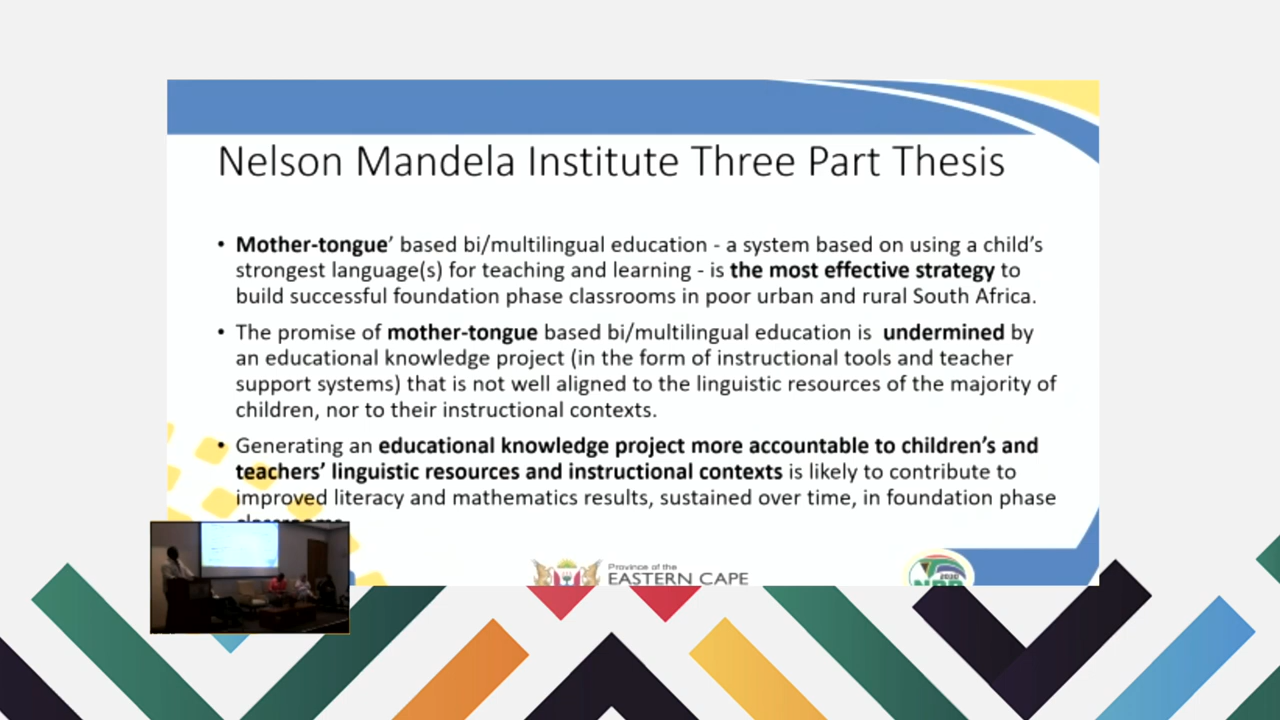 Nelson Mandela Institute Three Part Thesis
• Mother-tongue’ based bi/multilingual education - a system based on using a child’s
strongest language(s) for teaching and learning - is the most effective strategy to
build successful foundation phase classrooms in poor urban and rural South Africa.
• The promise of mother-tongue based bi/multilingual education is undermined by
an educational knowledge project (in the form of instructional tools and teacher
support systems) that is not well aligned to the linguistic resources of the majority of
children, nor to their instructional contexts.
• Generating an educational knowledge project more accountable to children’s and
teachers’ linguistic resources and instructional contexts is likely to contribute to
improved literacy and mathematics results, sustained over time, in foundation phase
Province of the
EASTERN CAPE
2030
NDP